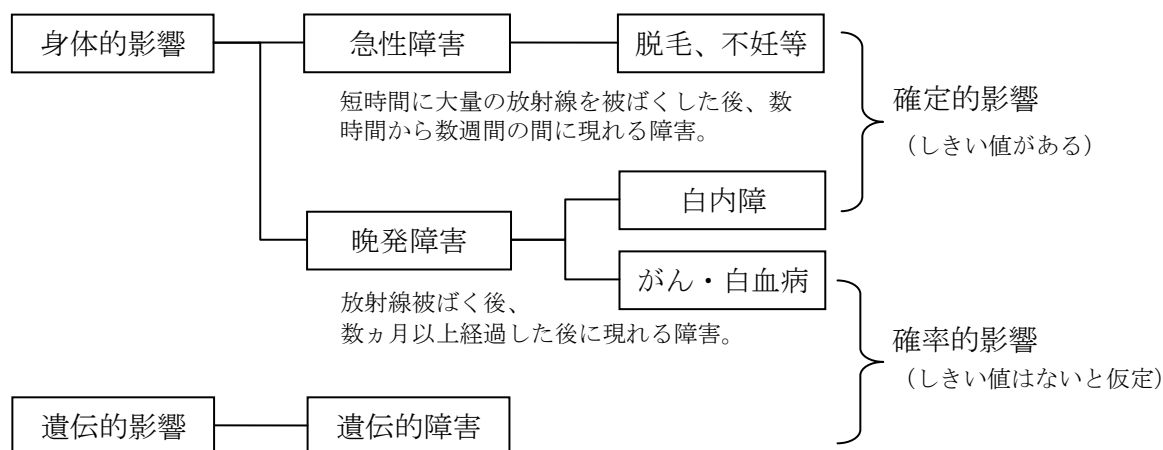 身体的影響
急性障害
脱毛、不妊等
短時間に大量の放射線を被ばくした後、数
時間から数週間の間に現れる障害。
確定的影響
（しきい値がある）
晩発障害
白内障
がん・白血病
放射線被ばく後、
数ヵ月以上経過した後に現れる障害。
確率的影響
（しきい値はないと仮定）
遺伝的影響
遺伝的障害